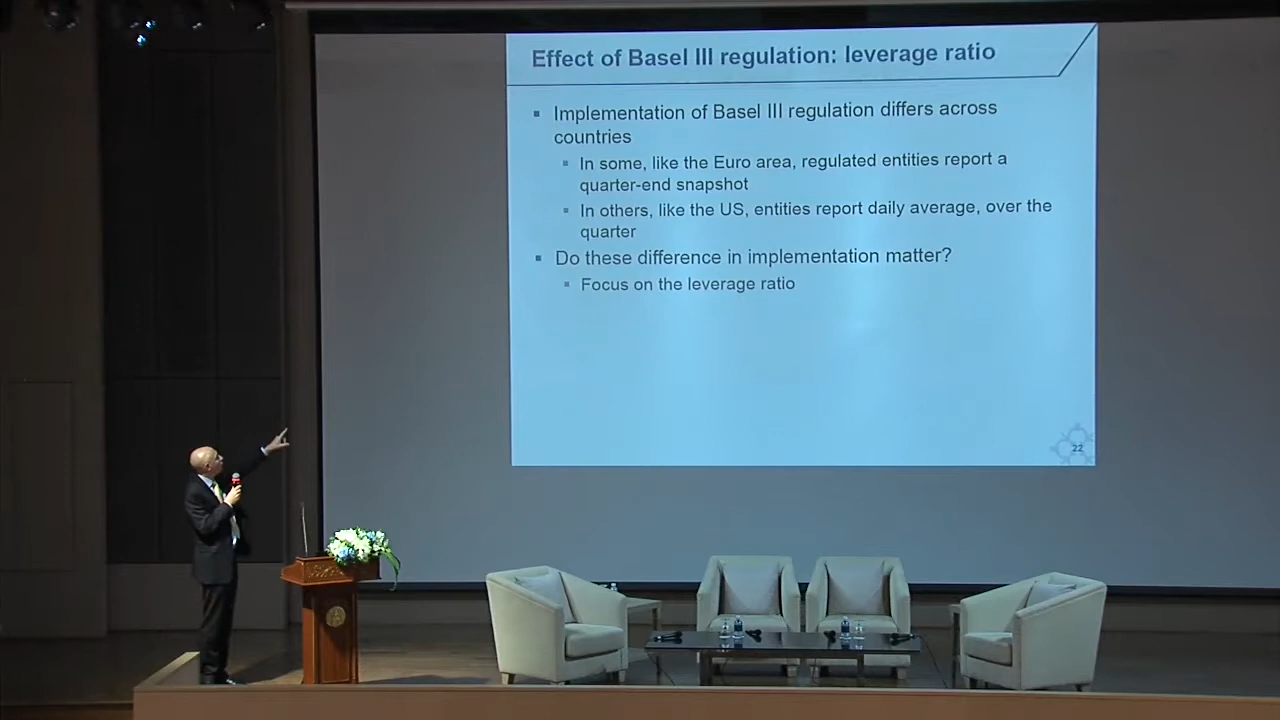 Effect of Basel III regulation: leverage ratio
▪ Implementation of Basel III regulation differs across
countries
▪ In some, like the Euro area, regulated entities report a
quarter-end snapshot
▪ In others, like the US, entities report daily average, over the
quarter
▪ Do these difference in implementation matter?
▪ Focus on the leverage ratio
22